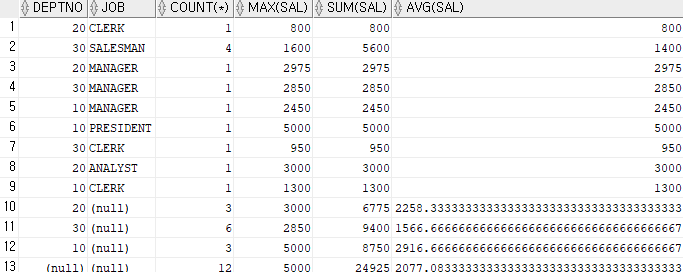 DEPTNO JOB COUNT(*) MAX(SAL) SUM(SAL) AVG(SAL)
1 20 CLERK 1 800 800 800
2 30 SALESMAN 4 1600 5600 1400
3 20 MANAGER 1 2975 2975 2975
4 30 MANAGER 1 2850 2850 2850
5 10 MANAGER 1 2450 2450 2450
6 10 PRESIDENT 1 5000 5000 5000
7 30 CLERK 1 950 950 950
8 20 ANALYST 1 3000 3000 3000
9 10 CLERK 1 1300 1300 1300
10 20 (null) 3 3000 6775 2258.333333333333333333333333333333333333
11 30 (null) 6 2850 9400 1566.666666666666666666666666666666666667
12 10 (null) 3 5000 8750 2916.666666666666666666666666666666666667
13 (null) (null) 12 5000 24925 2077.083333333333333333333333333333333333